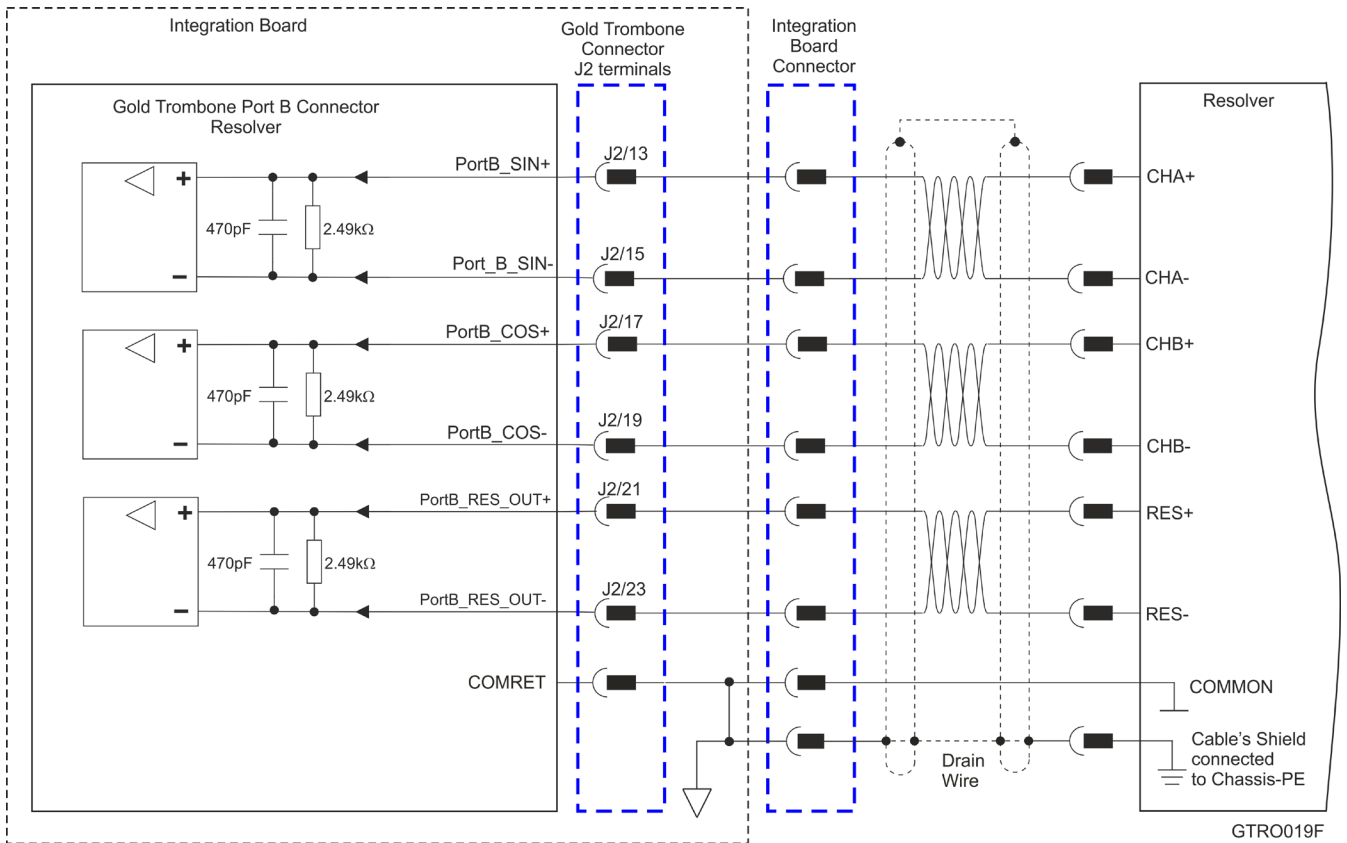 Integration Board
Gold Trombone
Connector
J2 terminals
Integration
Board
Connector
Gold Trombone Port B Connector
Resolver
Resolver
PortB_SIN+
J2/13
CHA+
+
470pF
2.49kΩ
Port_B_SIN-
J2/15
CHA-
−
PortB_COS+
J2/17
CHB+
+
470pF
2.49kΩ
PortB_COS-
J2/19
CHB-
−
PortB_RES_OUT+
J2/21
RES+
+
470pF
2.49kΩ
PortB_RES_OUT-
J2/23
RES-
−
COMRET
COMMON
Drain
Wire
Cable's Shield
connected
to Chassis-PE
GTRO019F